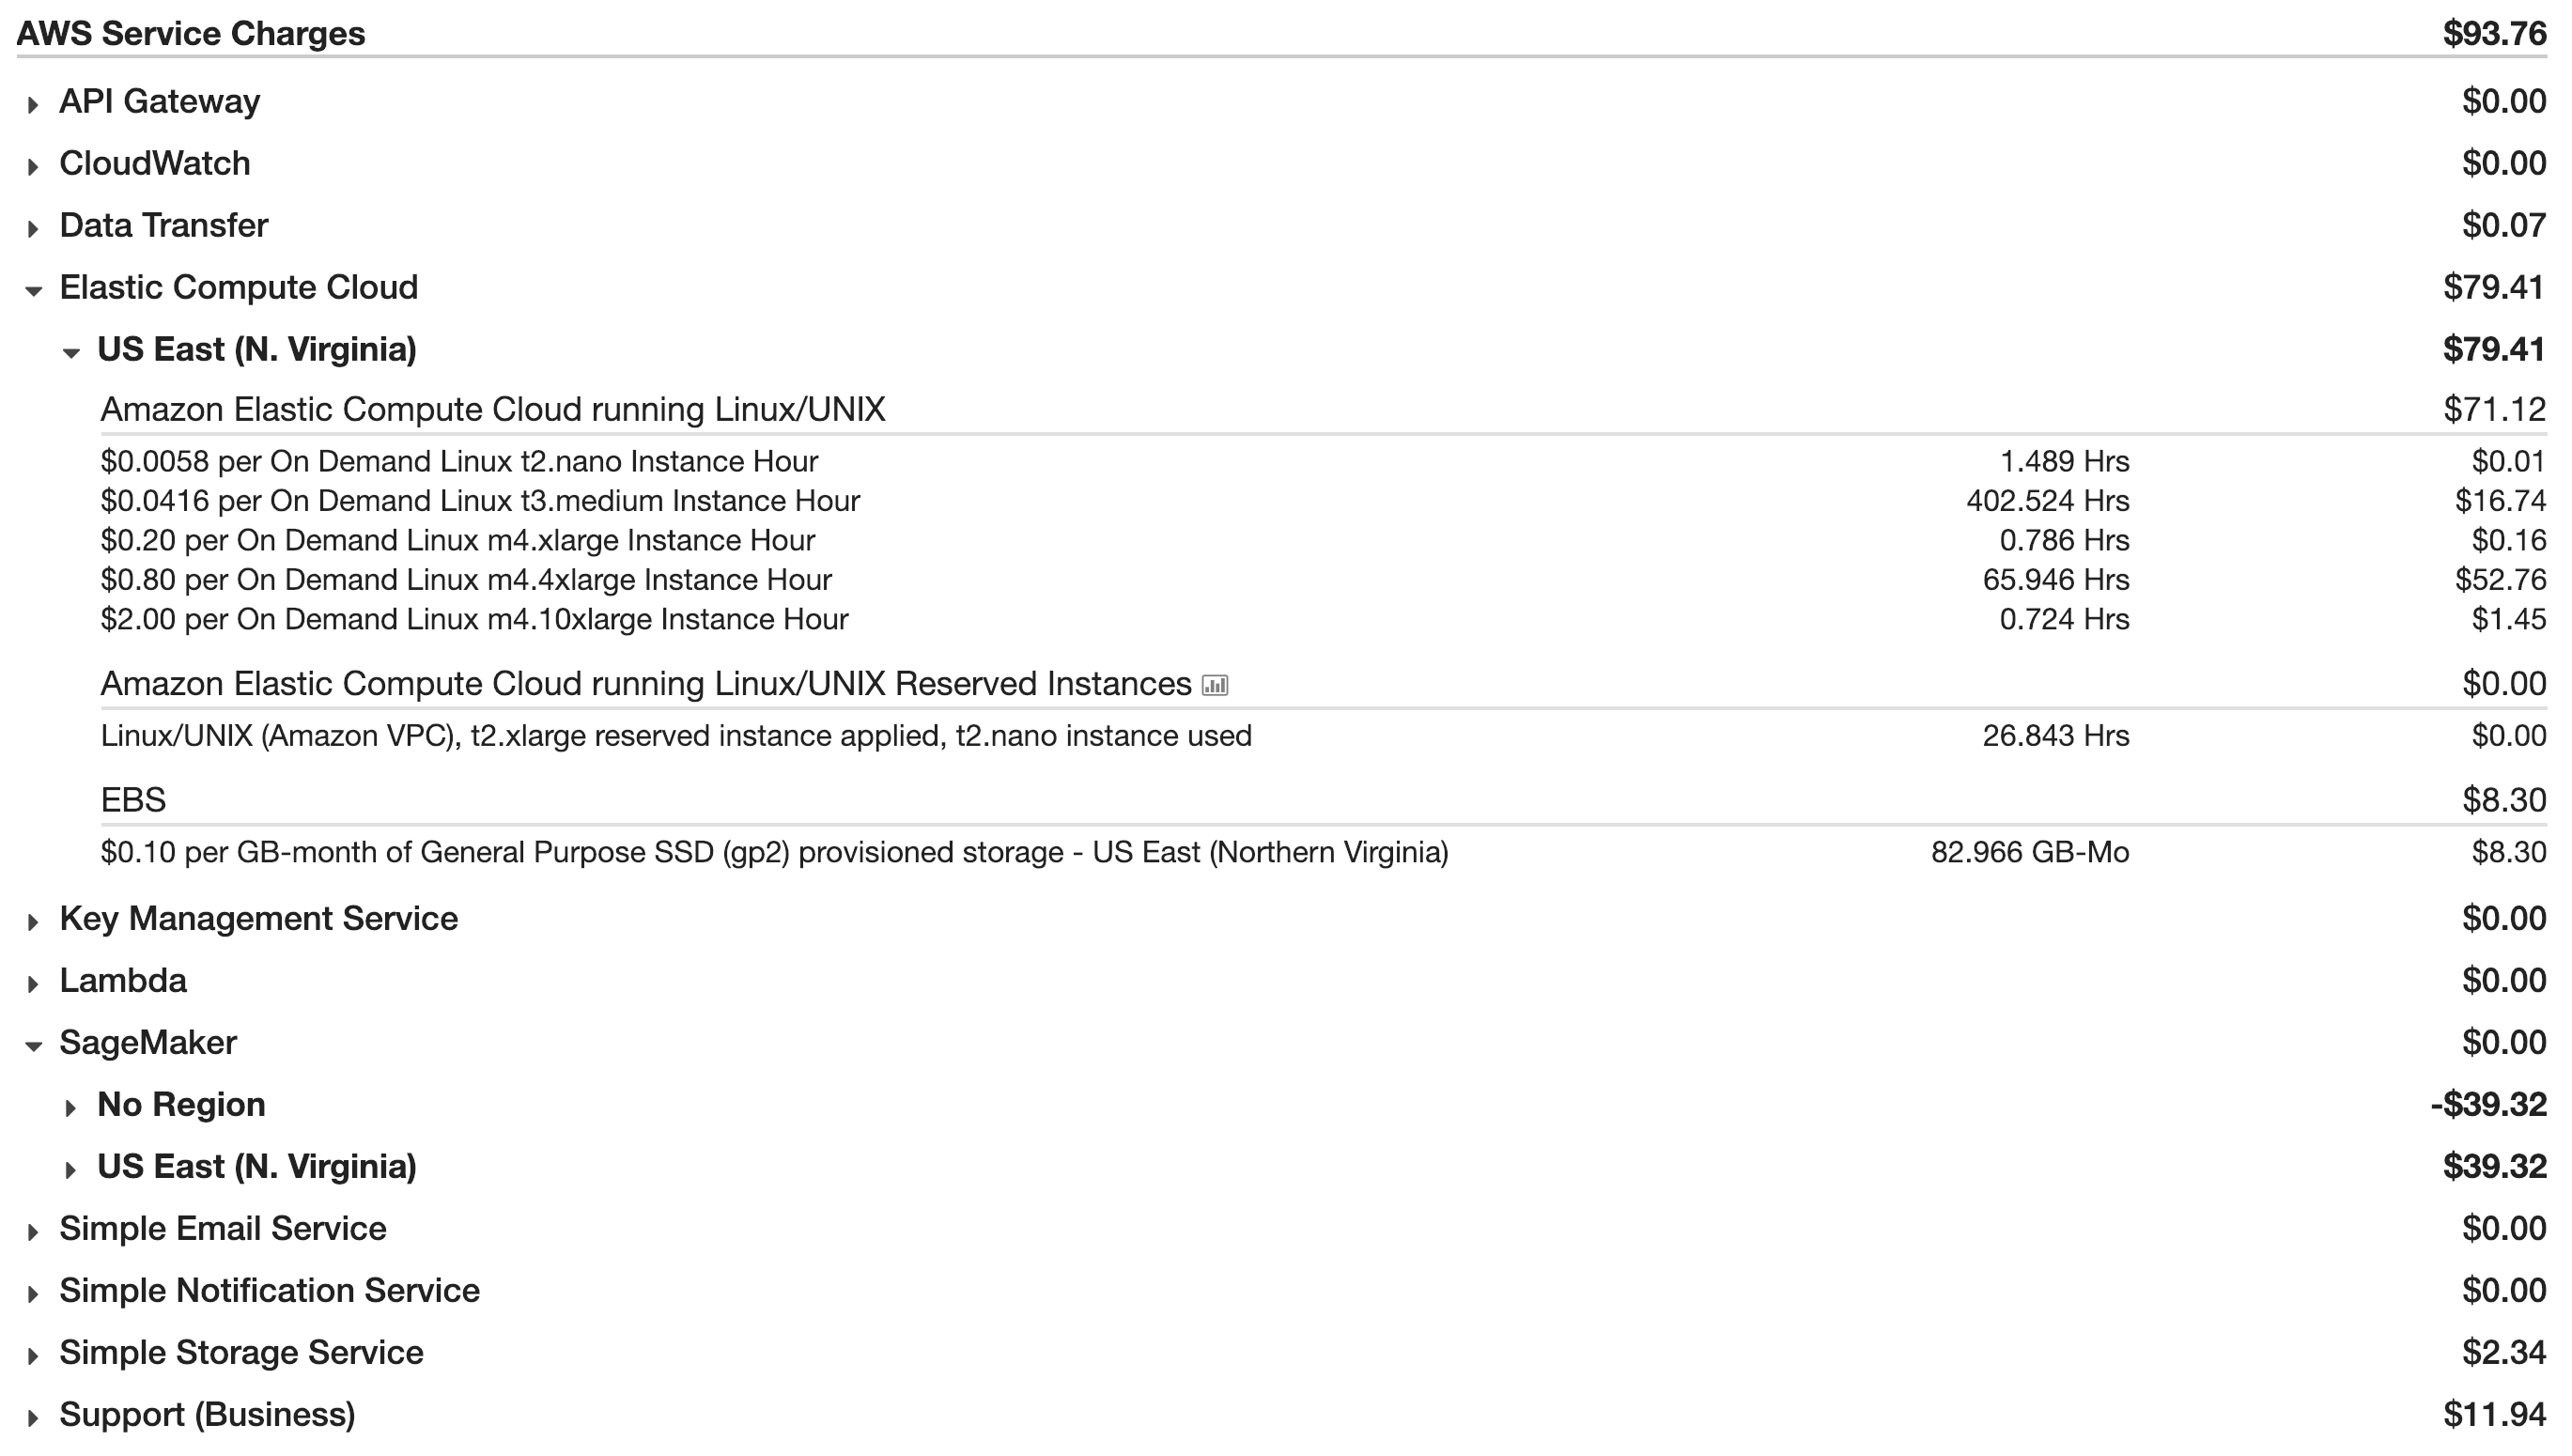 AWS Service Charges $93.76
API Gateway $0.00
CloudWatch $0.00
Data Transfer $0.07
Elastic Compute Cloud $79.41
US East (N. Virginia) $79.41
Amazon Elastic Compute Cloud running Linux/UNIX $71.12
$0.0058 per On Demand Linux t2.nano Instance Hour 1.489 Hrs $0.01
$0.0416 per On Demand Linux t3.medium Instance Hour 402.524 Hrs $16.74
$0.20 per On Demand Linux m4.xlarge Instance Hour 0.786 Hrs $0.16
$0.80 per On Demand Linux m4.4xlarge Instance Hour 65.946 Hrs $52.76
$2.00 per On Demand Linux m4.10xlarge Instance Hour 0.724 Hrs $1.45
Amazon Elastic Compute Cloud running Linux/UNIX Reserved Instances $0.00
Linux/UNIX (Amazon VPC), t2.xlarge reserved instance applied, t2.nano instance used 26.843 Hrs $0.00
EBS $8.30
$0.10 per GB-month of General Purpose SSD (gp2) provisioned storage - US East (Northern Virginia) 82.966 GB-Mo $8.30
Key Management Service $0.00
Lambda $0.00
SageMaker $0.00
No Region -$39.32
US East (N. Virginia) $39.32
Simple Email Service $0.00
Simple Notification Service $0.00
Simple Storage Service $2.34
Support (Business) $11.94